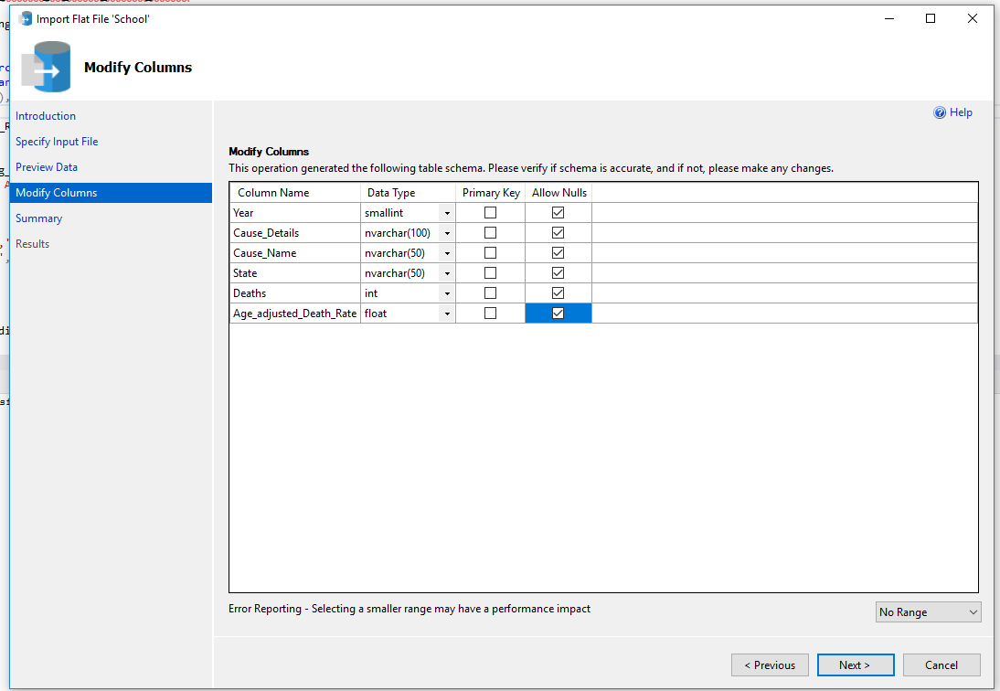 Import Flat File 'School'
Modify Columns
Introduction
Specify Input File
Preview Data
Modify Columns
Summary
Results
Help
Modify Columns
This operation generated the following table schema. Please verify if schema is accurate, and if not, please make any changes.
Column Name Data Type Primary Key Allow Nulls
Year smallint
Cause_Details nvarchar(100)
Cause_Name nvarchar(50)
State nvarchar(50)
Deaths int
Age_adjusted_Death_Rate float
Error Reporting - Selecting a smaller range may have a performance impact
No Range
< Previous Next > Cancel